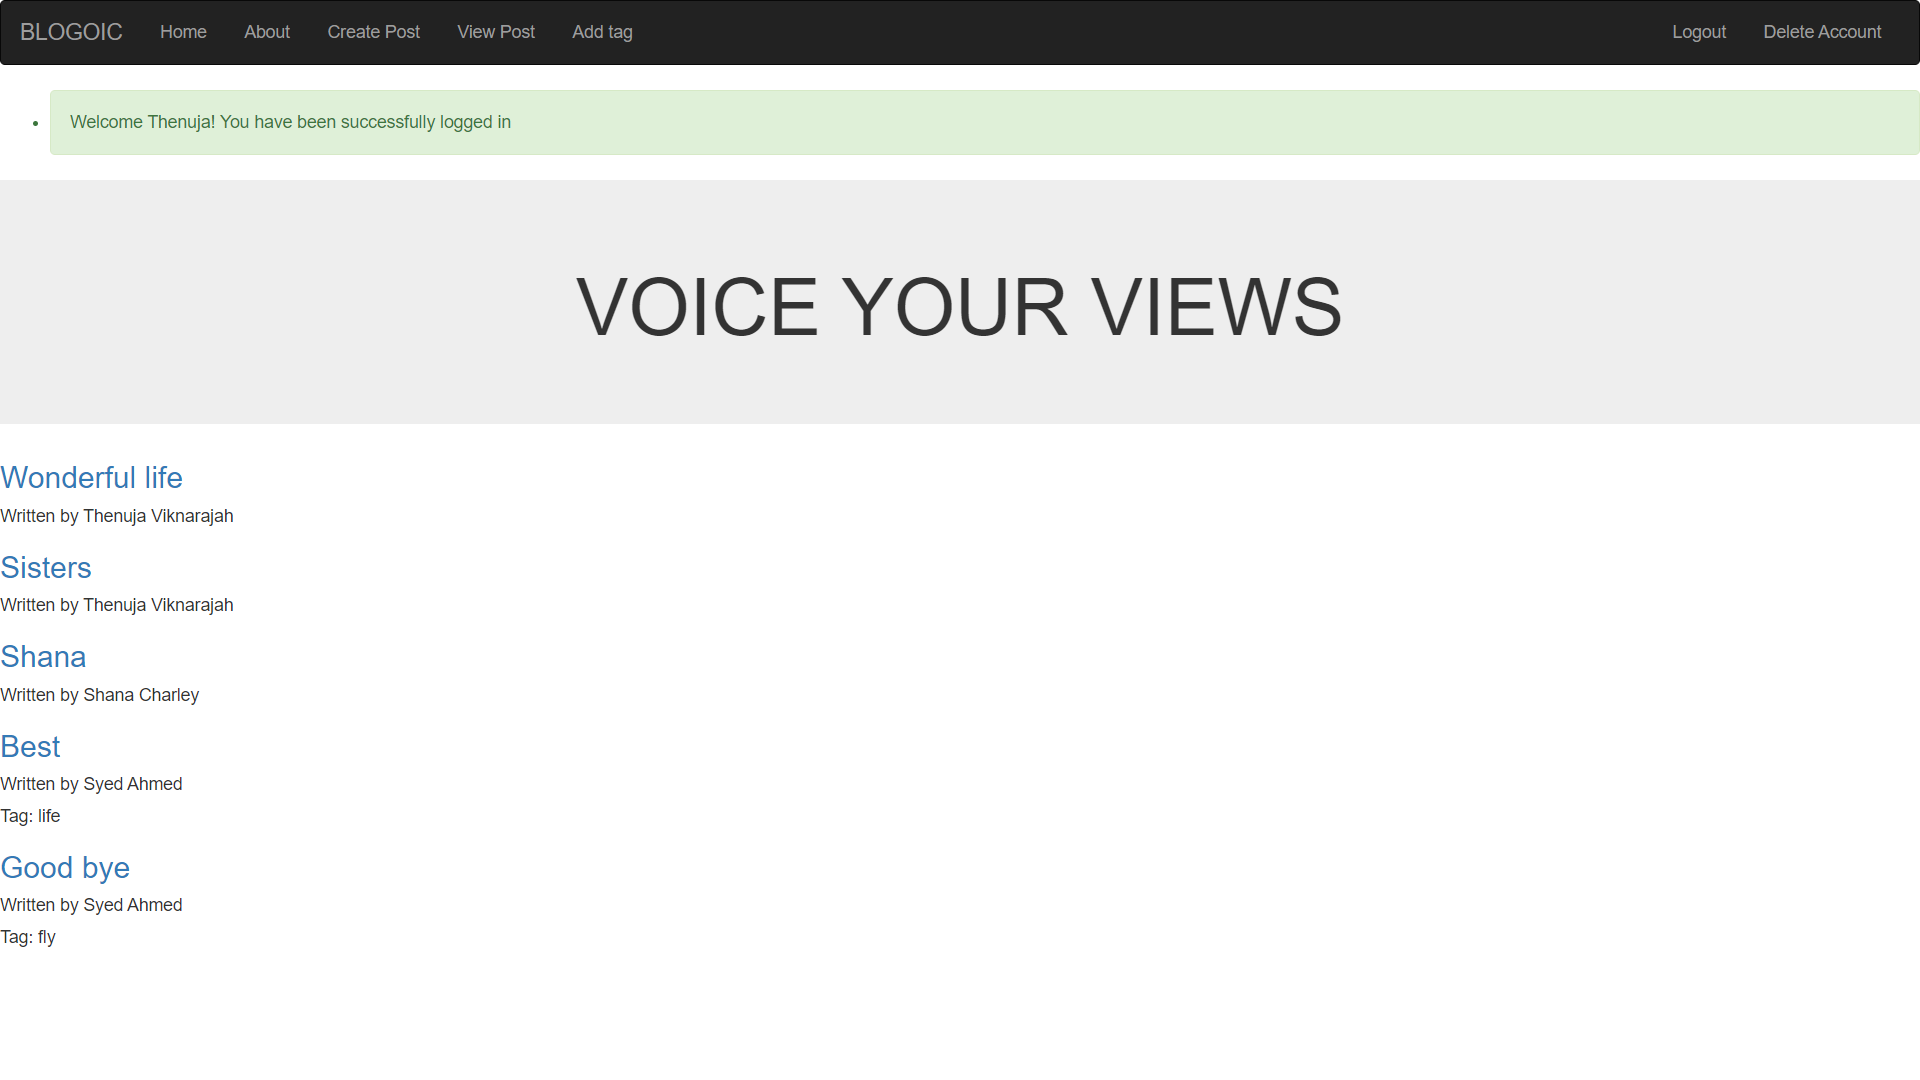 BLOGOIC Home About Create Post View Post Add tag Logout Delete Account
Welcome Thenuja! You have been successfully logged in
VOICE YOUR VIEWS
Wonderful life
Written by Thenuja Viknarajah
Sisters
Written by Thenuja Viknarajah
Shana
Written by Shana Charley
Best
Written by Syed Ahmed
Tag: life
Good bye
Written by Syed Ahmed
Tag: fly